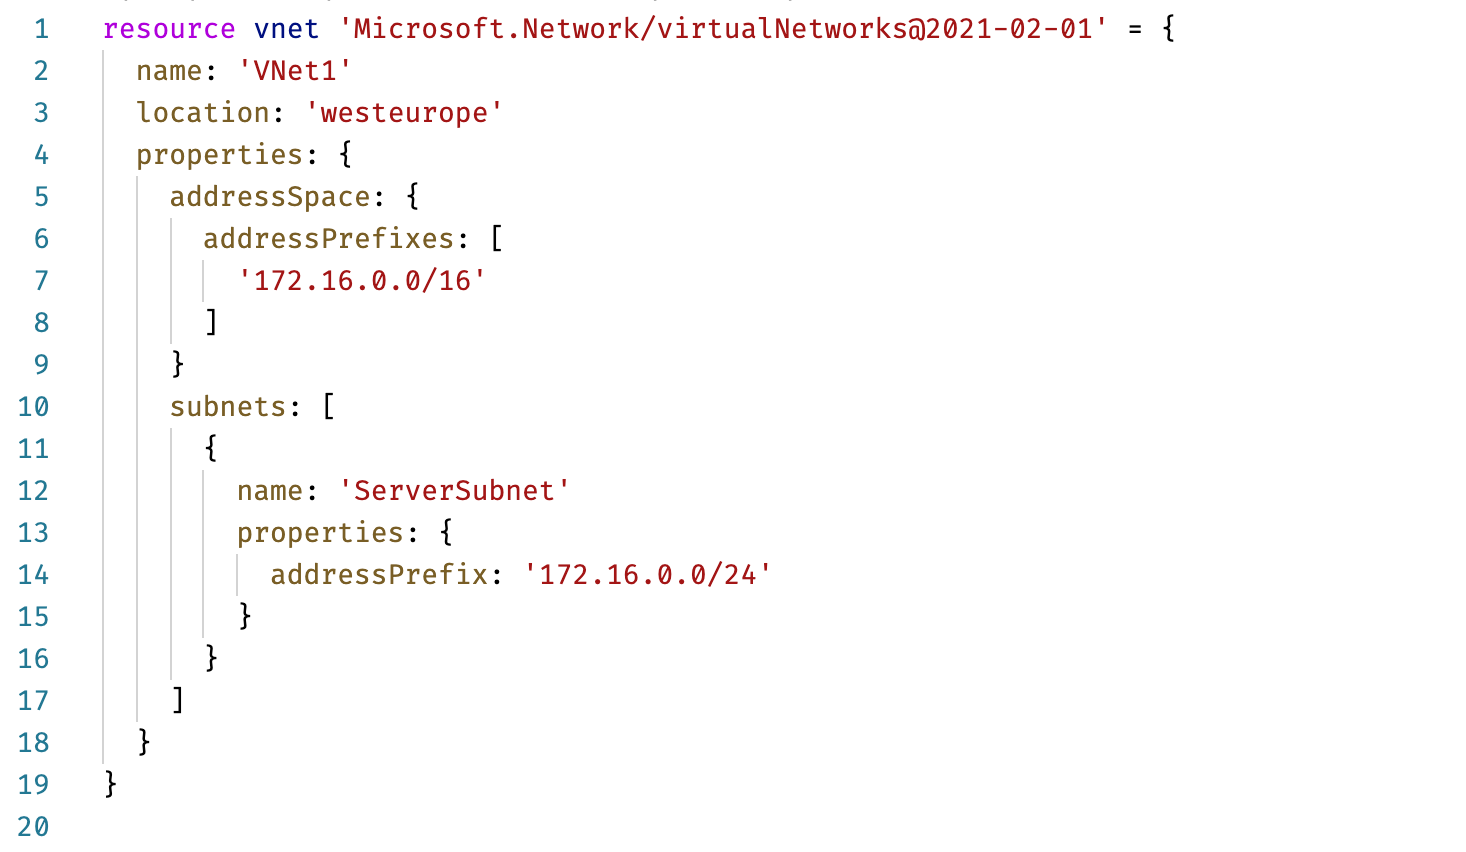 1 resource vnet 'Microsoft.Network/virtualNetworks@2021-02-01' = {
2   name: 'VNet1'
3   location: 'westeurope'
4   properties: {
5     addressSpace: {
6       addressPrefixes: [
7         '172.16.0.0/16'
8       ]
9     }
10     subnets: [
11       {
12         name: 'ServerSubnet'
13         properties: {
14           addressPrefix: '172.16.0.0/24'
15         }
16       }
17     ]
18   }
19 }
20